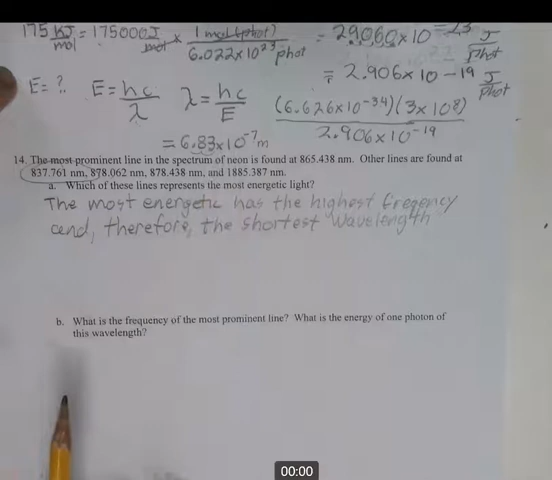 175 KJ/mol = 175000 J/mol × 1 mol (phot)/6.022×10^23 phot = 29060×10^-23 J/phot
= 2.906×10^-19 J/phot
E=?. E=hc/λ λ=hc/E (6.626×10^-34)(3×10^8)/2.906×10^-19
= 6.83×10^-7 m
14. The most prominent line in the spectrum of neon is found at 865.438 nm. Other lines are found at
837.761 nm, 878.062 nm, 878.438 nm, and 1885.387 nm.
a. Which of these lines represents the most energetic light?
The most energetic has the highest freqency
and, therefore, the shortest wavelength
b. What is the frequency of the most prominent line? What is the energy of one photon of
this wavelength?
00:00